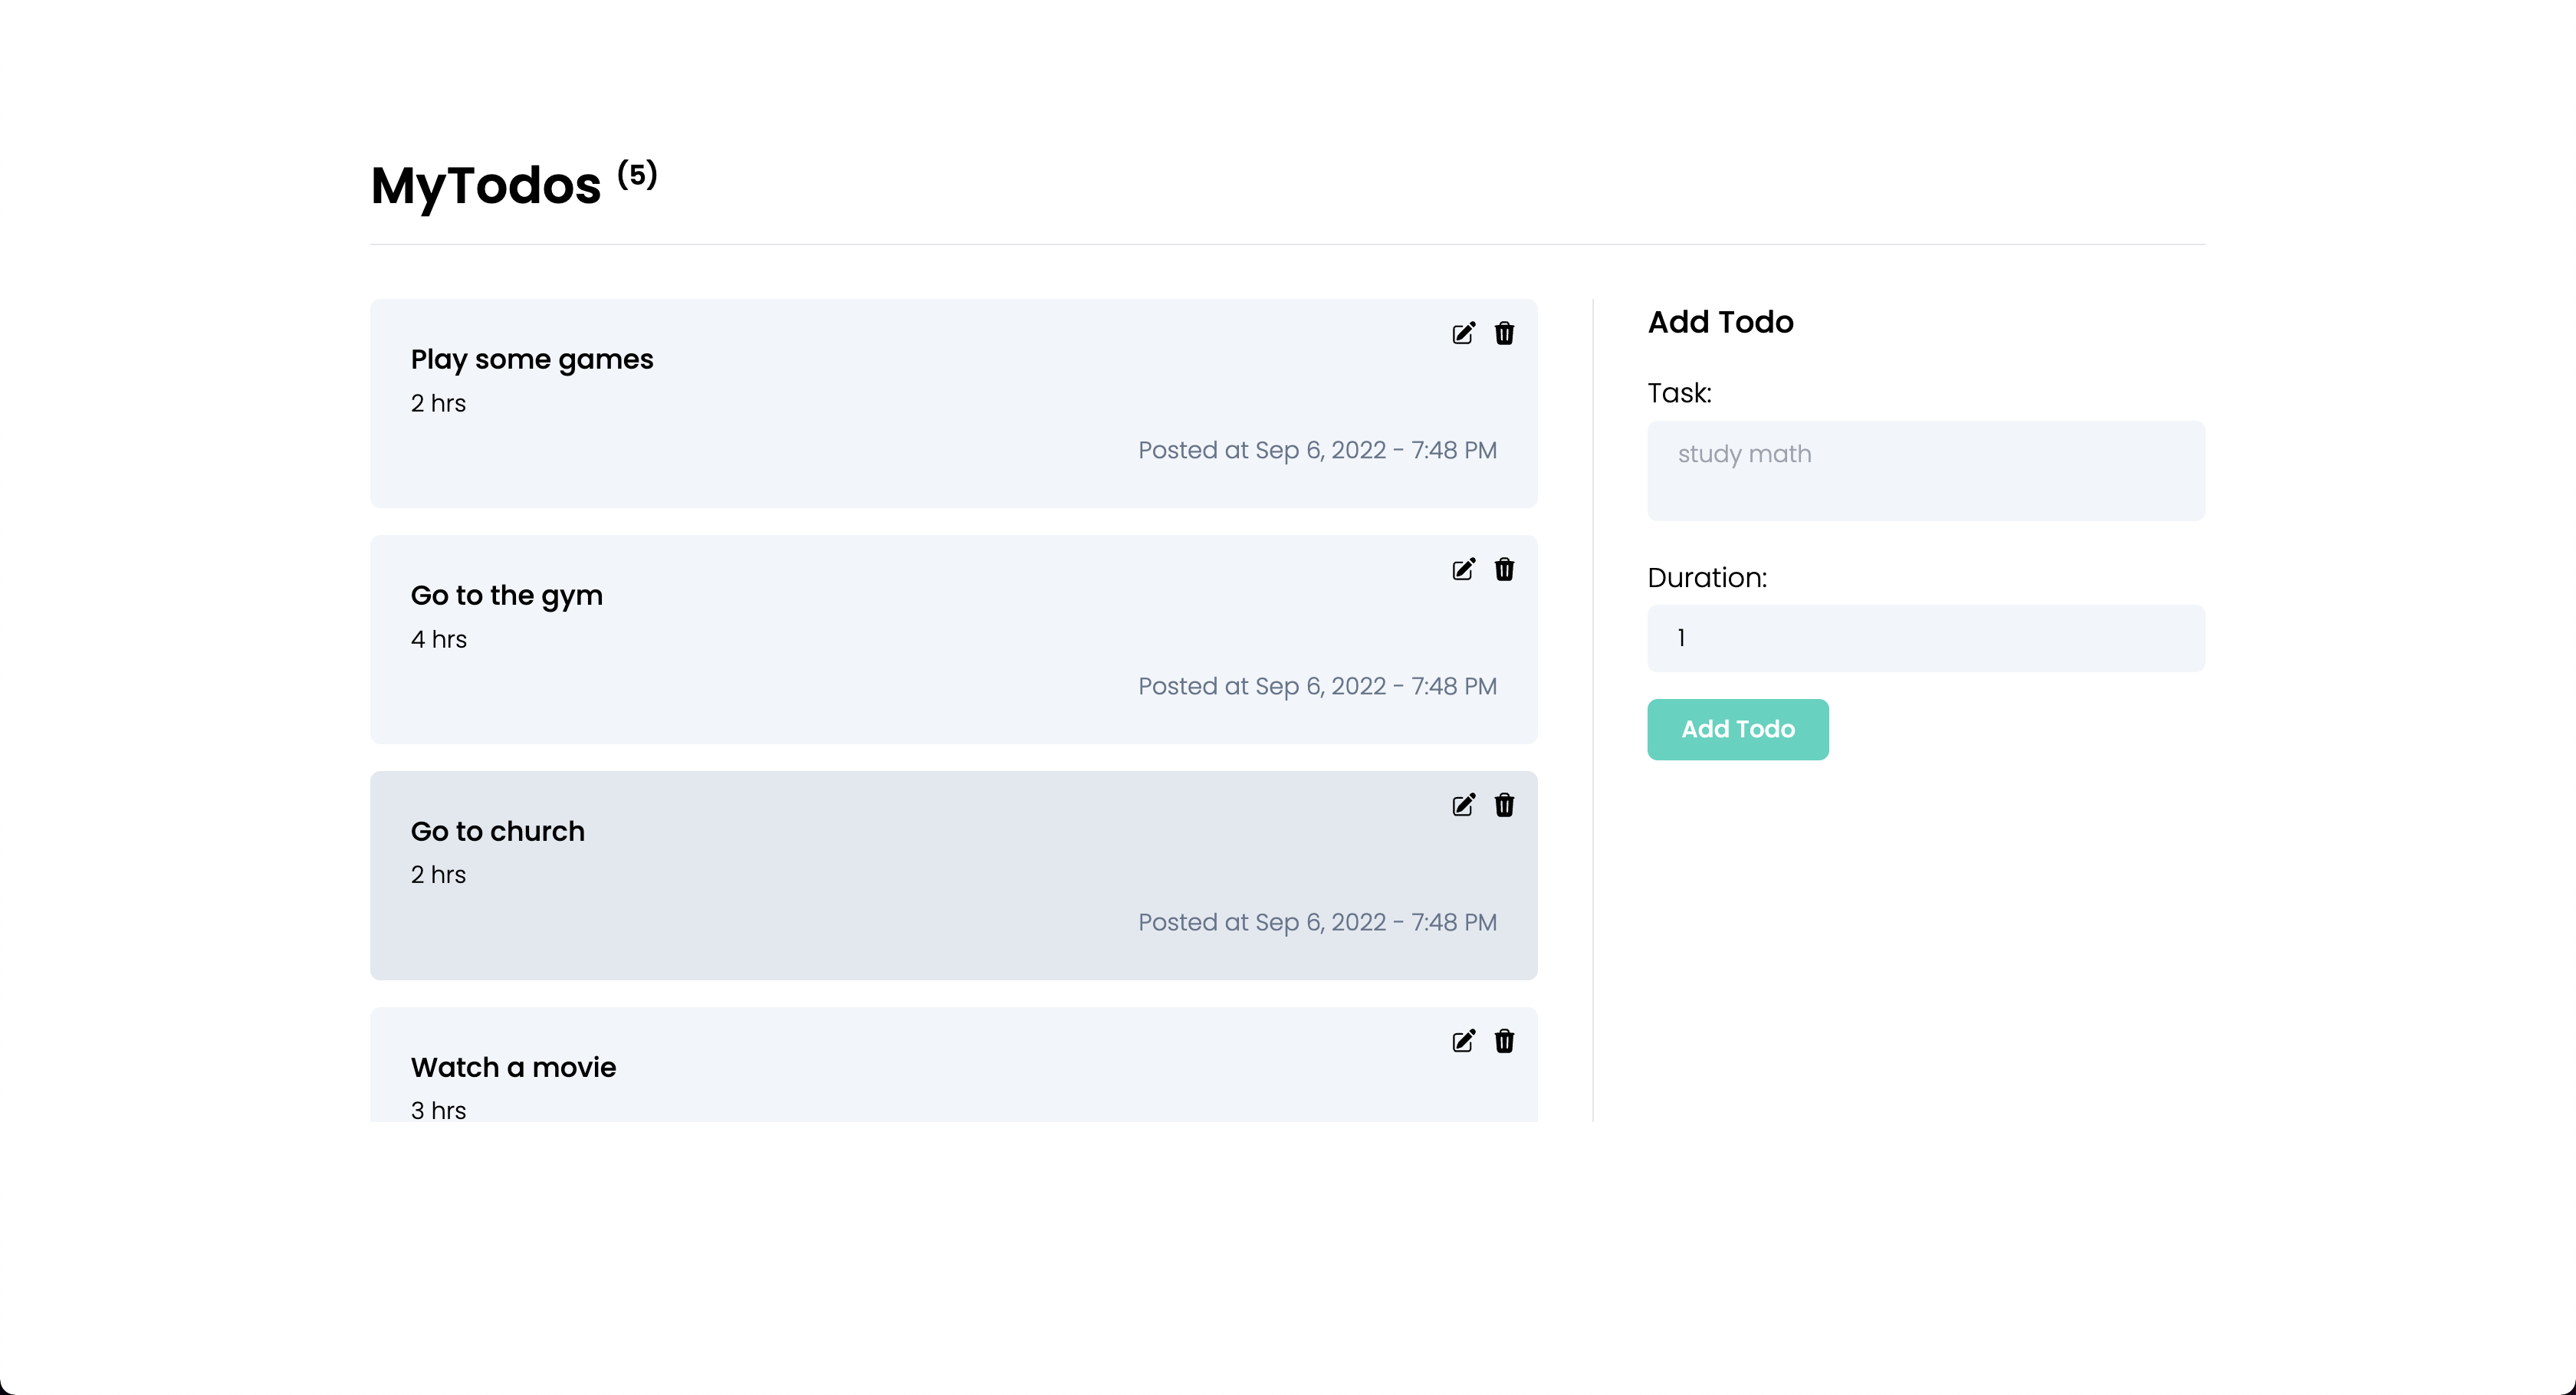 MyTodos (5)
Play some games
2 hrs
Posted at Sep 6, 2022 - 7:48 PM
Go to the gym
4 hrs
Posted at Sep 6, 2022 - 7:48 PM
Go to church
2 hrs
Posted at Sep 6, 2022 - 7:48 PM
Watch a movie
3 hrs
Add Todo
Task:
study math
Duration:
1
Add Todo